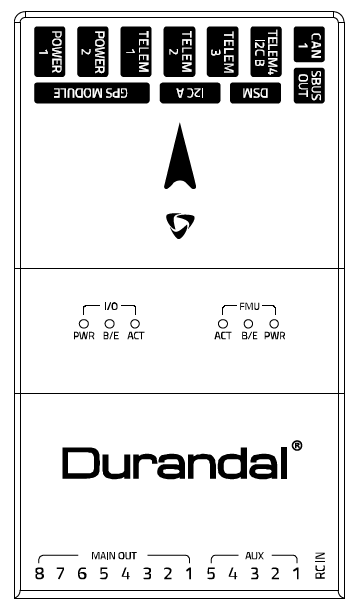 POWER 1
POWER 2
TELEM 1
TELEM 2
TELEM 3
TELEM4 I2C B
CAN 1
GPS MODULE
I2C A
DSM
SBUS OUT
I/O
FMU
PWR B/E ACT
ACT B/E PWR
Durandal®
MAIN OUT
AUX
8 7 6 5 4 3 2 1
5 4 3 2 1
RC IN